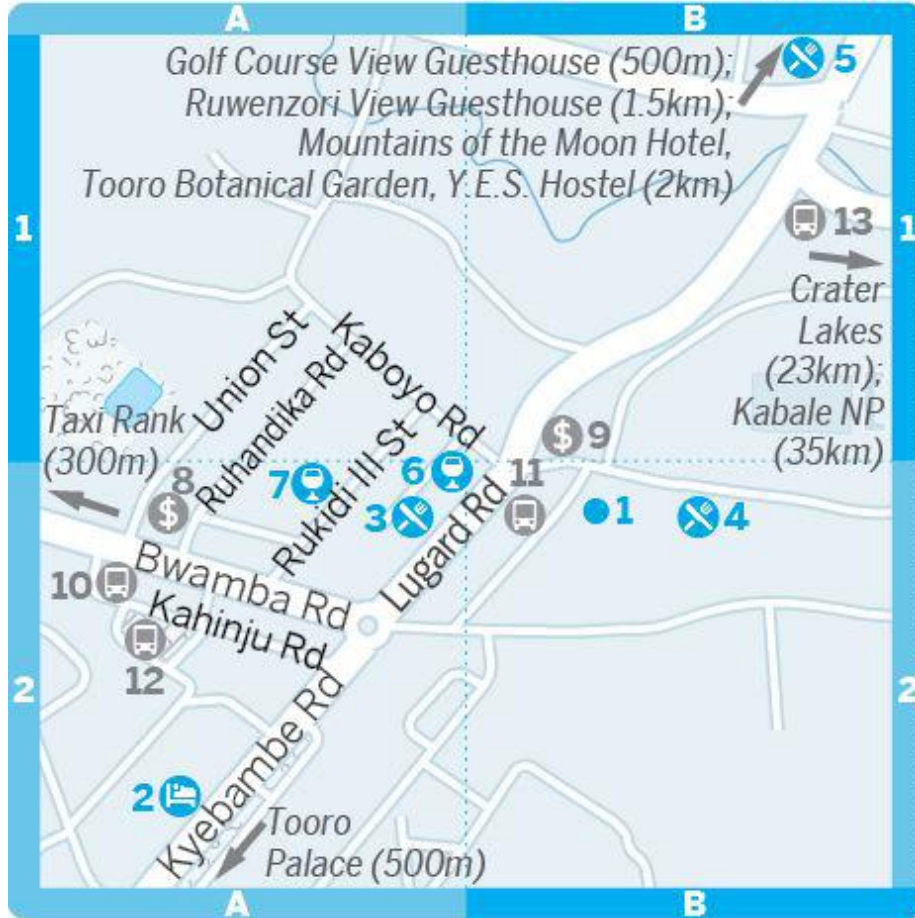 A
B
Golf Course View Guesthouse (500m);
Ruwenzori View Guesthouse (1.5km);
Mountains of the Moon Hotel,
Tooro Botanical Garden, Y.E.S. Hostel (2km)
5
1
13
1
Crater
Lakes
(23km);
Kabale NP
(35km)
Union St
Ruhandika Rd
Kaboyo Rd
Taxi Rank
(300m)
$ 9
8
$
7
Rukidi III St
6
3
11
Lugard Rd
1
4
10
Bwamba Rd
Kahinju Rd
12
2
2
2
Kyebambe Rd
Tooro
Palace (500m)
A
B